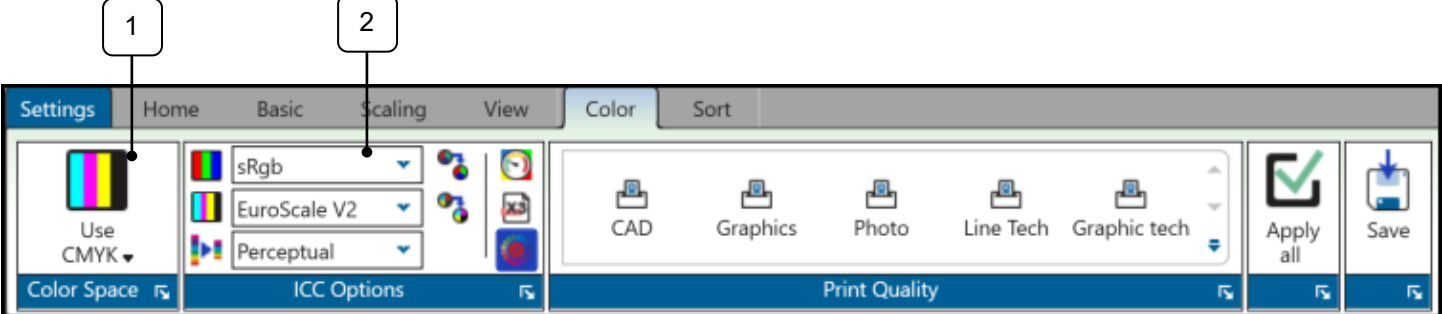 1
2
Settings Home Basic Scaling View Color Sort
sRgb
EuroScale V2
Perceptual
X3
Use
CMYK
CAD Graphics Photo Line Tech Graphic tech
Apply
all
Save
Color Space ICC Options Print Quality